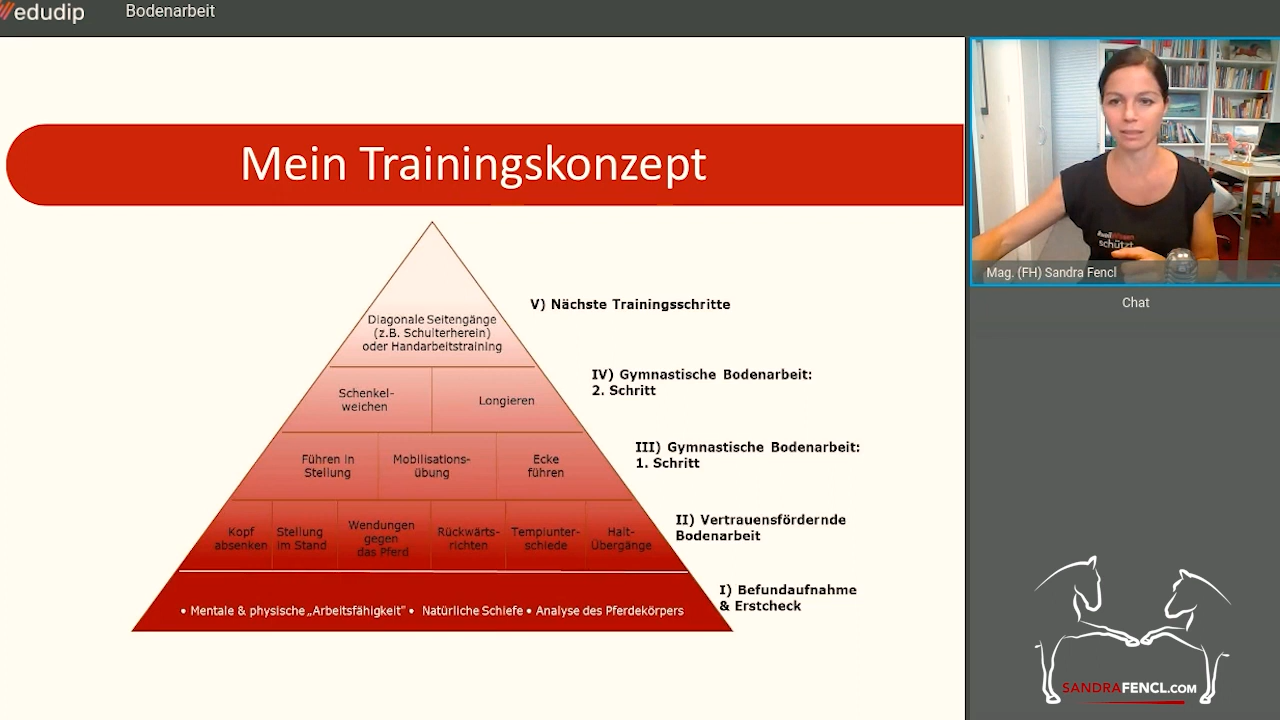 edudip
Bodenarbeit
Mein Trainingskonzept
Diagonale Seitengänge
(z.B. Schulterherein)
oder Handarbeitstraining
V) Nächste Trainingsschritte
Schenkel-
weichen
Longieren
IV) Gymnastische Bodenarbeit:
2. Schritt
Führen in
Stellung
Mobilisations-
übung
Ecke
führen
III) Gymnastische Bodenarbeit:
1. Schritt
Kopf
absenken
Stellung
im Stand
Wendungen
gegen
das Pferd
Rückwärts-
richten
Tempiunter-
schiede
Halt-
Übergänge
II) Vertrauensfördernde
Bodenarbeit
• Mentale & physische „Arbeitsfähigkeit" • Natürliche Schiefe • Analyse des Pferdekörpers
I) Befundaufnahme
& Erstcheck
schützt
Mag. (FH) Sandra Fencl
Chat
SANDRAFENCL.COM